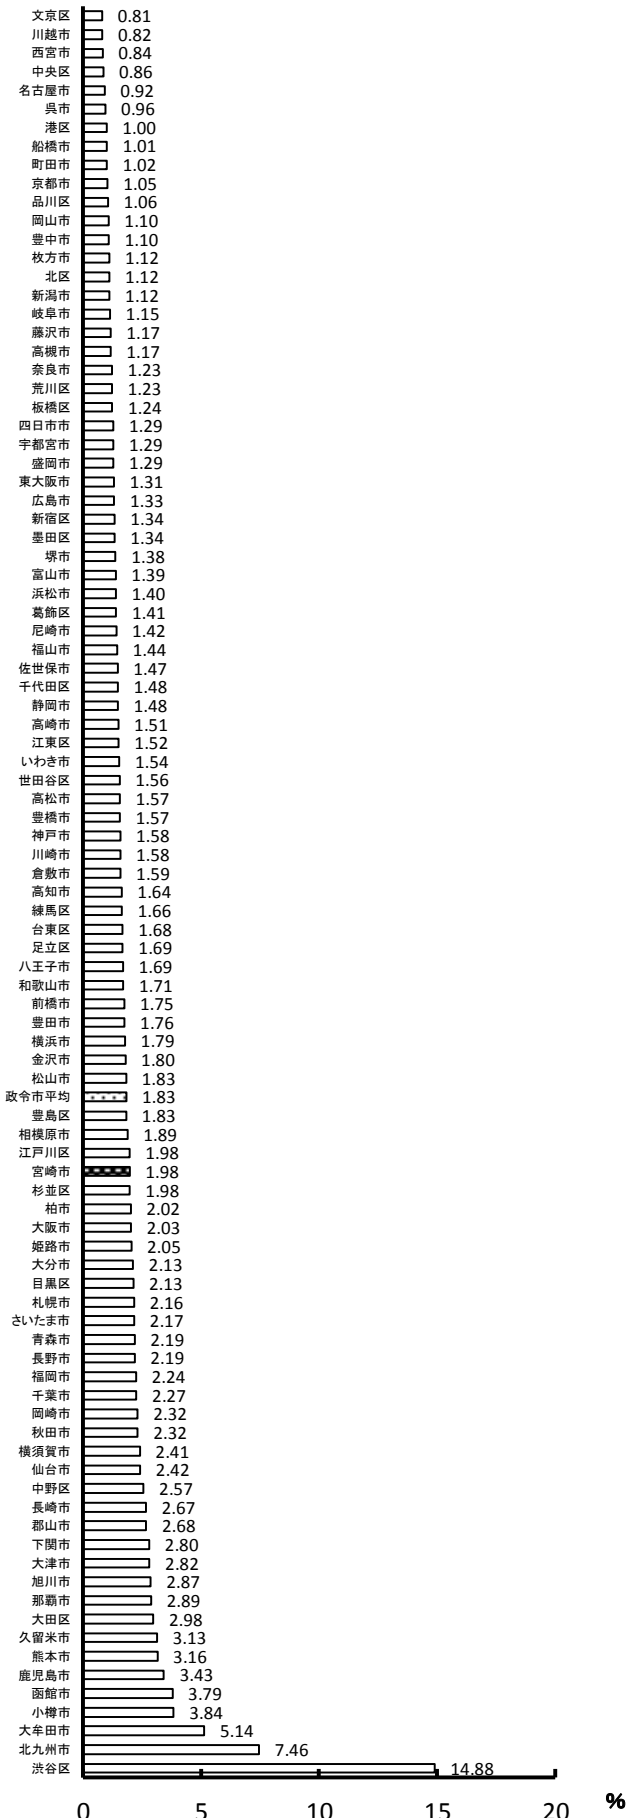 文京区 0.81
川越市 0.82
西宮市 0.84
中央区 0.86
名古屋市 0.92
呉市 0.96
港区 1.00
船橋市 1.01
町田市 1.02
京都市 1.05
品川区 1.06
岡山市 1.10
豊中市 1.10
枚方市 1.12
北区 1.12
新潟市 1.12
岐阜市 1.15
藤沢市 1.17
高槻市 1.17
奈良市 1.23
荒川区 1.23
板橋区 1.24
四日市市 1.29
宇都宮市 1.29
盛岡市 1.29
東大阪市 1.31
広島市 1.33
新宿区 1.34
墨田区 1.34
堺市 1.38
富山市 1.39
浜松市 1.40
葛飾区 1.41
尼崎市 1.42
福山市 1.44
佐世保市 1.47
千代田区 1.48
静岡市 1.48
高崎市 1.51
江東区 1.52
いわき市 1.54
世田谷区 1.56
高松市 1.57
豊橋市 1.57
神戸市 1.58
川崎市 1.58
倉敷市 1.59
高知市 1.64
練馬区 1.66
台東区 1.68
足立区 1.69
八王子市 1.69
和歌山市 1.71
前橋市 1.75
豊田市 1.76
横浜市 1.79
金沢市 1.80
松山市 1.83
政令市平均 1.83
豊島区 1.83
相模原市 1.89
江戸川区 1.98
宮崎市 1.98
杉並区 1.98
柏市 2.02
大阪市 2.03
姫路市 2.05
大分市 2.13
目黒区 2.13
札幌市 2.16
さいたま市 2.17
青森市 2.19
長野市 2.19
福岡市 2.24
千葉市 2.27
岡崎市 2.32
秋田市 2.32
横須賀市 2.41
仙台市 2.42
中野区 2.57
長崎市 2.67
郡山市 2.68
下関市 2.80
大津市 2.82
旭川市 2.87
那覇市 2.89
大田区 2.98
久留米市 3.13
熊本市 3.16
鹿児島市 3.43
函館市 3.79
小樽市 3.84
大牟田市 5.14
北九州市 7.46
渋谷区 14.88
0 5 10 15 20 %